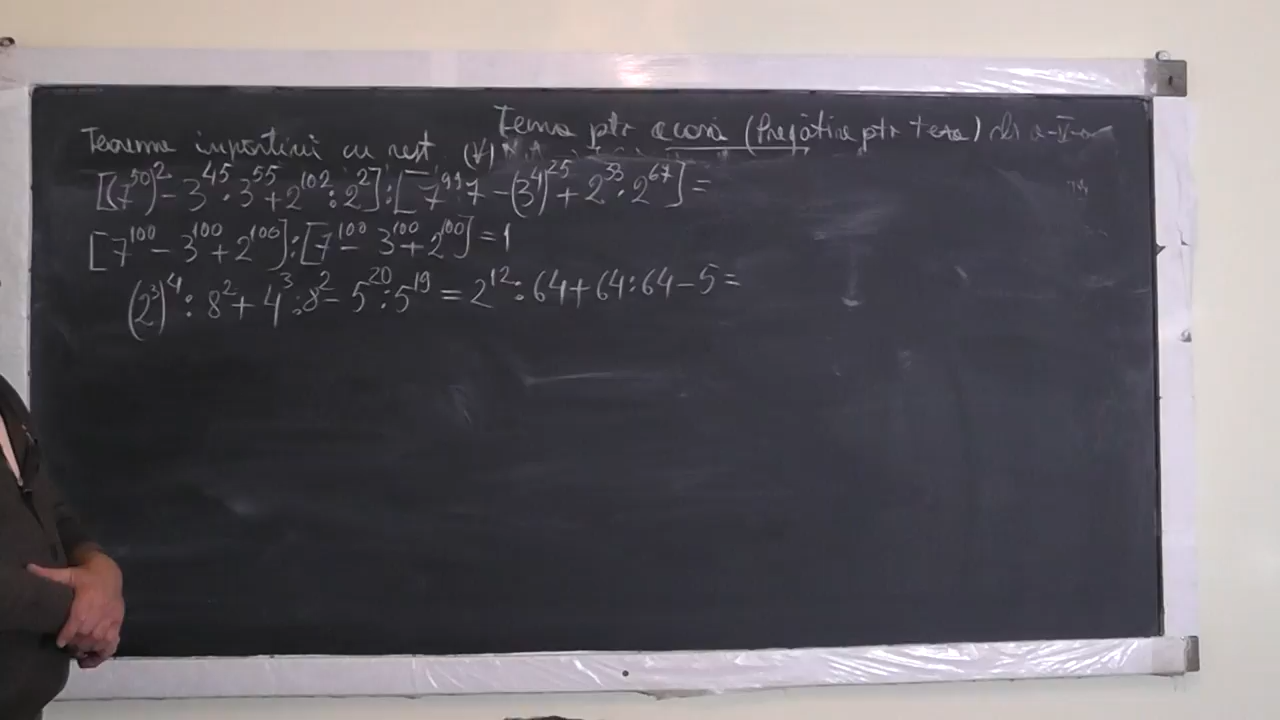 Tema ptr acasă (Pregătire ptr teza) cls a-V-a
Teorema împărțirii cu rest (∀)
[(7^50)^2 - 3^45 · 3^55 + 2^102 : 2^2] : [7^99 · 7 - (3^4)^25 + 2^33 · 2^67] =
[7^100 - 3^100 + 2^100] : [7^100 - 3^100 + 2^100] = 1
(2^3)^4 : 8^2 + 4^3 : 8^2 - 5^20 : 5^19 = 2^12 : 64 + 64 : 64 - 5 =